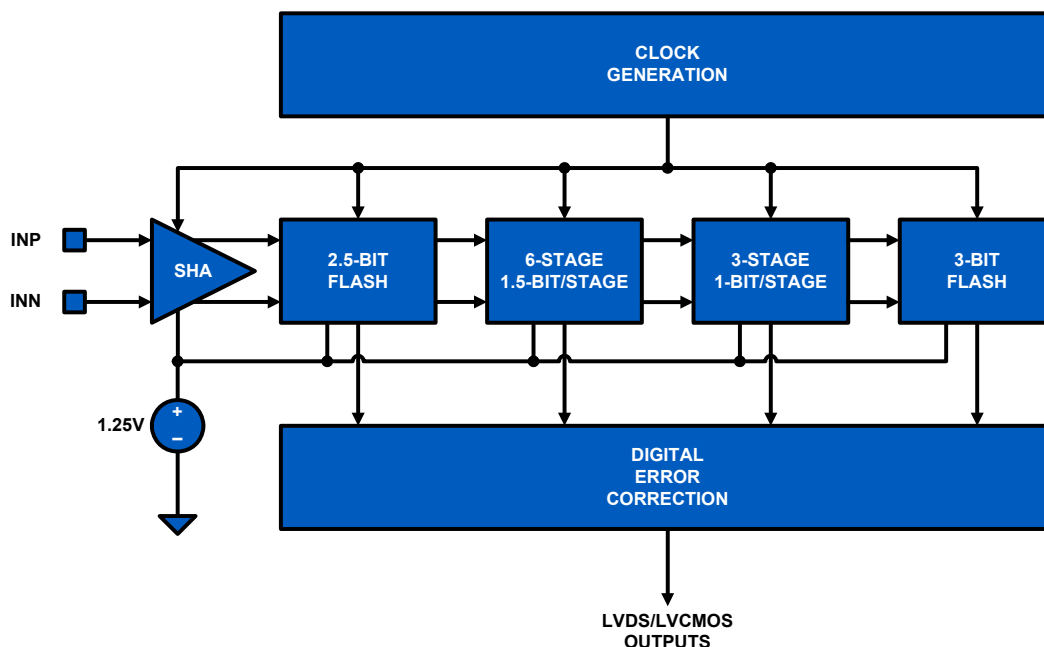 CLOCK
GENERATION
INP
INN
SHA
2.5-BIT
FLASH
6-STAGE
1.5-BIT/STAGE
3-STAGE
1-BIT/STAGE
3-BIT
FLASH
1.25V
+
–
DIGITAL
ERROR
CORRECTION
LVDS/LVCMOS
OUTPUTS